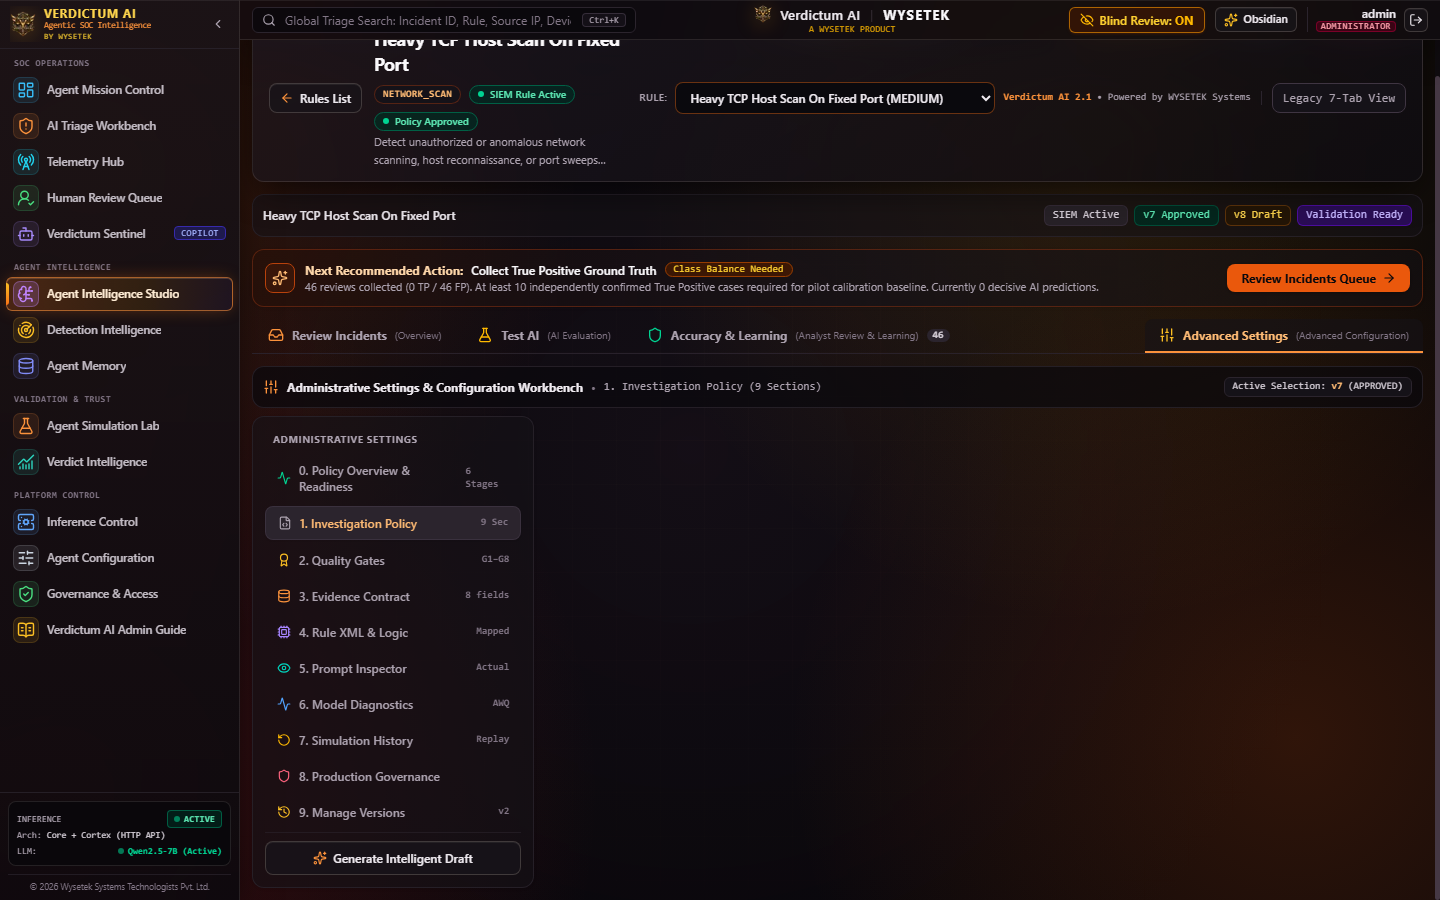 VERDICTUM AI
Agentic SOC Intelligence
BY WYSETEK
Global Triage Search: Incident ID, Rule, Source IP, Devi
Ctrl+K
Verdictum AI | WYSETEK
A WYSETEK PRODUCT
Blind Review: ON
Obsidian
admin
ADMINISTRATOR
SOC OPERATIONS
Agent Mission Control
AI Triage Workbench
Telemetry Hub
Human Review Queue
Verdictum Sentinel
COPILOT
AGENT INTELLIGENCE
Agent Intelligence Studio
Detection Intelligence
Agent Memory
VALIDATION & TRUST
Agent Simulation Lab
Verdict Intelligence
PLATFORM CONTROL
Inference Control
Agent Configuration
Governance & Access
Verdictum AI Admin Guide
INFERENCE
ACTIVE
Arch: Core + Cortex (HTTP API)
LLM: Qwen2.5-7B (Active)
© 2026 Wysetek Systems Technologists Pvt. Ltd.
Rules List
Heavy TCP Host Scan On Fixed
Port
NETWORK_SCAN
SIEM Rule Active
Policy Approved
Detect unauthorized or anomalous network
scanning, host reconnaissance, or port sweeps...
RULE:
Heavy TCP Host Scan On Fixed Port (MEDIUM)
Verdictum AI 2.1 • Powered by WYSETEK Systems
Legacy 7-Tab View
Heavy TCP Host Scan On Fixed Port
SIEM Active
v7 Approved
v8 Draft
Validation Ready
Next Recommended Action: Collect True Positive Ground Truth
Class Balance Needed
46 reviews collected (0 TP / 46 FP). At least 10 independently confirmed True Positive cases required for pilot calibration baseline. Currently 0 decisive AI predictions.
Review Incidents Queue →
Review Incidents (Overview)
Test AI (AI Evaluation)
Accuracy & Learning (Analyst Review & Learning) 46
Advanced Settings (Advanced Configuration)
Administrative Settings & Configuration Workbench • 1. Investigation Policy (9 Sections)
Active Selection: v7 (APPROVED)
ADMINISTRATIVE SETTINGS
0. Policy Overview &
Readiness
6
Stages
1. Investigation Policy
9 Sec
2. Quality Gates
G1-G8
3. Evidence Contract
8 fields
4. Rule XML & Logic
Mapped
5. Prompt Inspector
Actual
6. Model Diagnostics
AWQ
7. Simulation History
Replay
8. Production Governance
9. Manage Versions
v2
Generate Intelligent Draft